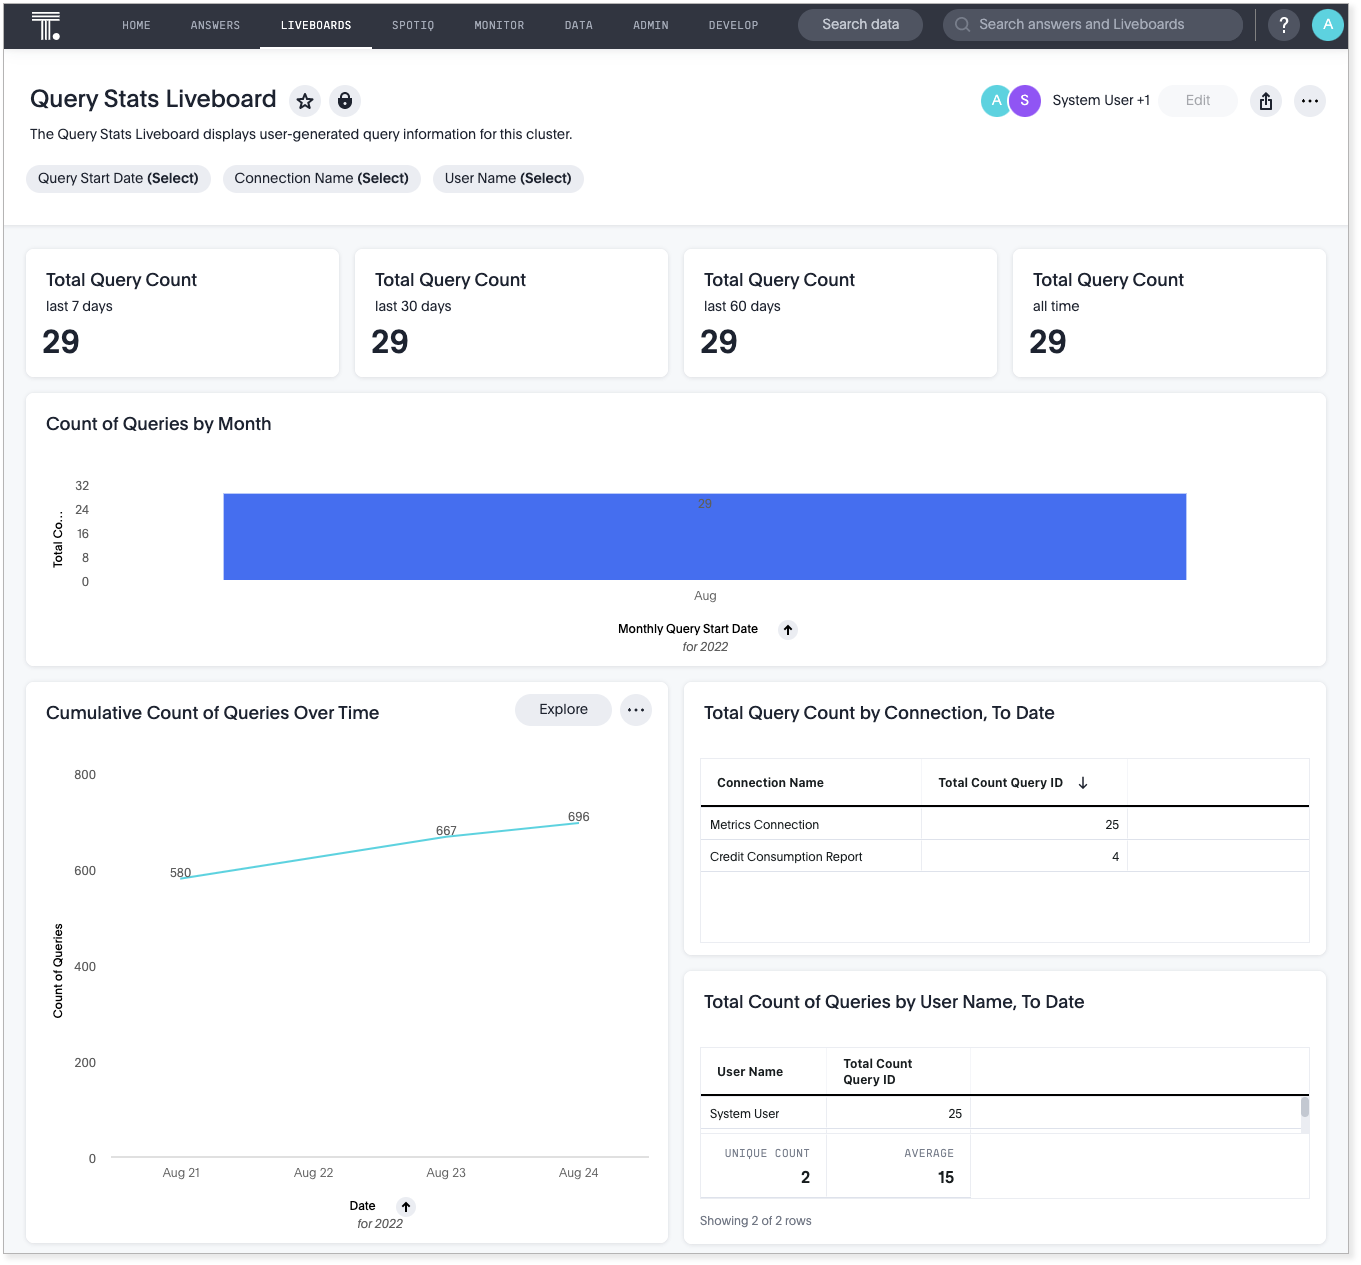 HOME ANSWERS LIVEBOARDS SPOTIQ MONITOR DATA ADMIN DEVELOP Search data Search answers and Liveboards ? A
Query Stats Liveboard
A S System User +1 Edit
The Query Stats Liveboard displays user-generated query information for this cluster.
Query Start Date (Select) Connection Name (Select) User Name (Select)
Total Query Count
last 7 days
29
Total Query Count
last 30 days
29
Total Query Count
last 60 days
29
Total Query Count
all time
29
Count of Queries by Month
Total Co...
32
24
16
8
0
29
Aug
Monthly Query Start Date
for 2022
Cumulative Count of Queries Over Time
Explore
Count of Queries
800
600
400
200
0
580
667
696
Aug 21 Aug 22 Aug 23 Aug 24
Date
for 2022
Total Query Count by Connection, To Date
Connection Name Total Count Query ID
Metrics Connection 25
Credit Consumption Report 4
Total Count of Queries by User Name, To Date
User Name Total Count
Query ID
System User 25
UNIQUE COUNT AVERAGE
2 15
Showing 2 of 2 rows